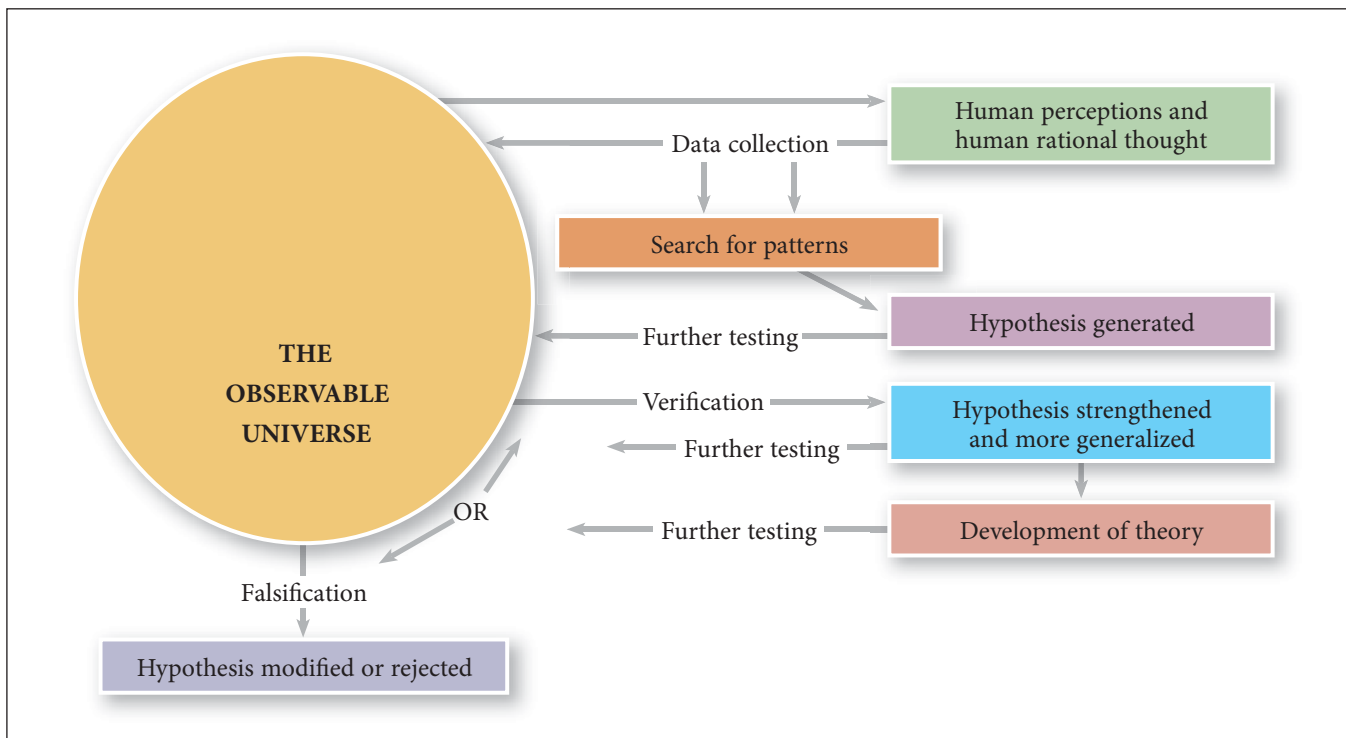 Human perceptions and
human rational thought
Data collection
Search for patterns
Hypothesis generated
Further testing
THE
OBSERVABLE
UNIVERSE
Verification
Hypothesis strengthened
and more generalized
Further testing
OR
Further testing
Development of theory
Falsification
Hypothesis modified or rejected